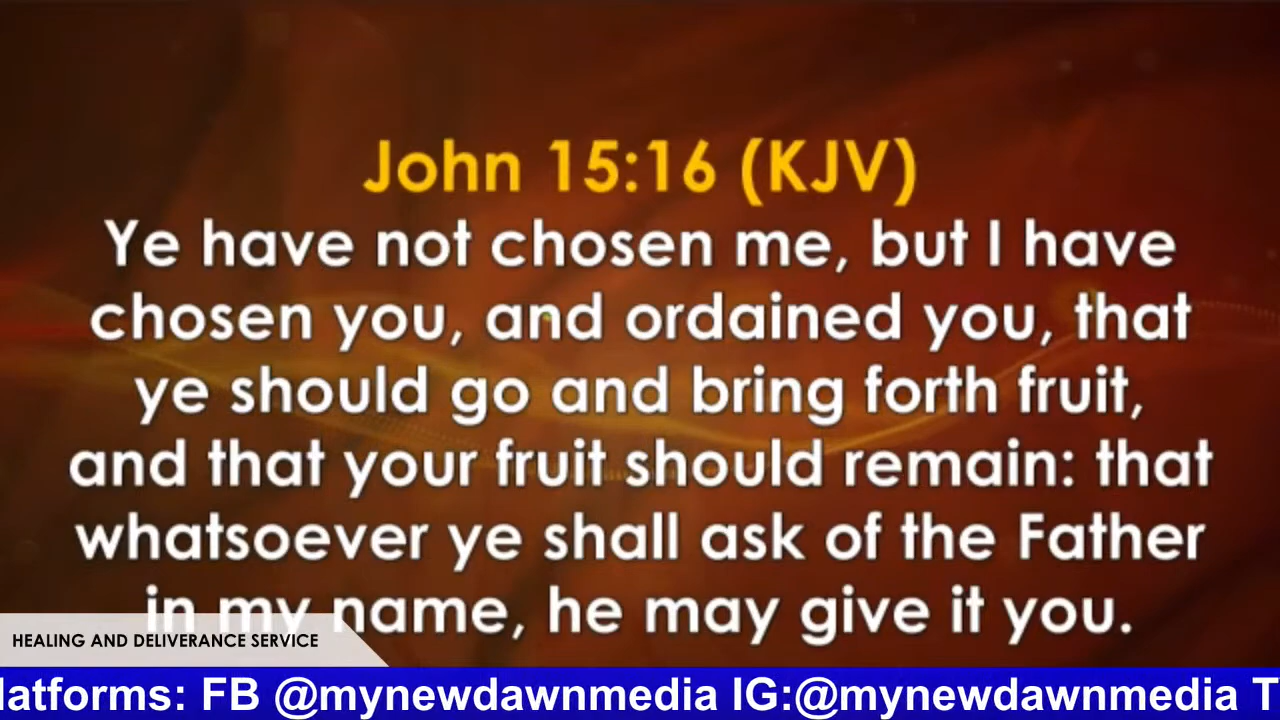 John 15:16 (KJV)
Ye have not chosen me, but I have
chosen you, and ordained you, that
ye should go and bring forth fruit,
and that your fruit should remain: that
whatsoever ye shall ask of the Father
in my name, he may give it you.
HEALING AND DELIVERANCE SERVICE
latforms: FB @mynewdawnmedia IG:@mynewdawnmedia T